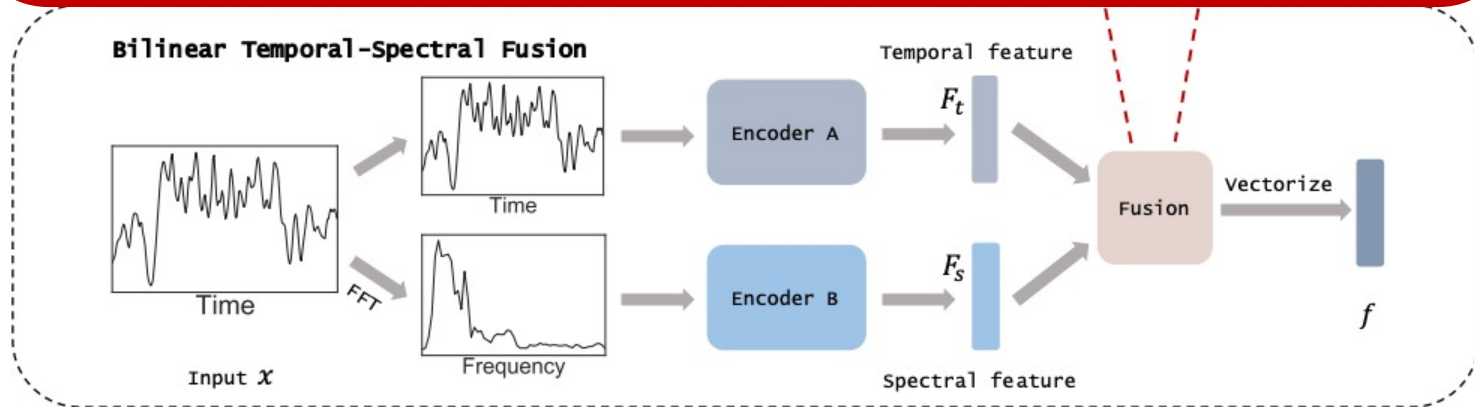 Bilinear Temporal-Spectral Fusion
Temporal feature
Time
Input x
FFT
Time
Frequency
Encoder A
Encoder B
F_t
F_s
Spectral feature
Fusion
Vectorize
f